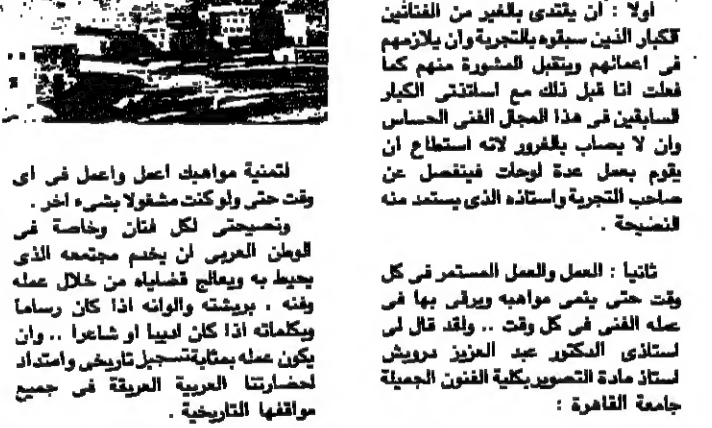 اولا : ان يقتدى بالغير من الفنانين
الكبار الذين سبقوه بالتجربة وان يلازمهم
فى اعمالهم ويتقبل المشورة منهم كما
فعلت انا قبل ذلك مع اساتذتى الكبار
السابقين فى هذا المجال الفنى الحساس
وان لا يصاب بالغرور لانه استطاع ان
يقوم بعمل عدة لوحات فينفصل عن
صاحب التجربة واستاذه الذى يستمد منه
النصيحة .
ثانيا : العمل والعمل المستمر فى كل
وقت حتى ينمى مواهبه ويرقى بها فى
عمله الفنى فى كل وقت .. ولقد قال لى
استاذى الدكتور عبد العزيز درويش
استاذ مادة التصوير بكلية الفنون الجميلة
جامعة القاهرة :
لتمنية مواهبك اعمل واعمل فى اى
وقت حتى ولو كنت مشغولا بشىء اخر .
ونصيحتى لكل فنان وخاصة فى
الوطن العربى ان يخدم مجتمعه الذى
يحيط به ويعالج قضاياه من خلال عمله
وفنه . بريشته والوانه اذا كان رساما
وبكلماته اذا كان اديبا او شاعرا .. وان
يكون عمله بمثابة تسجيل تاريخى وامتداد
لحضارتنا العربية العريقة فى جميع
مواقفها التاريخية .